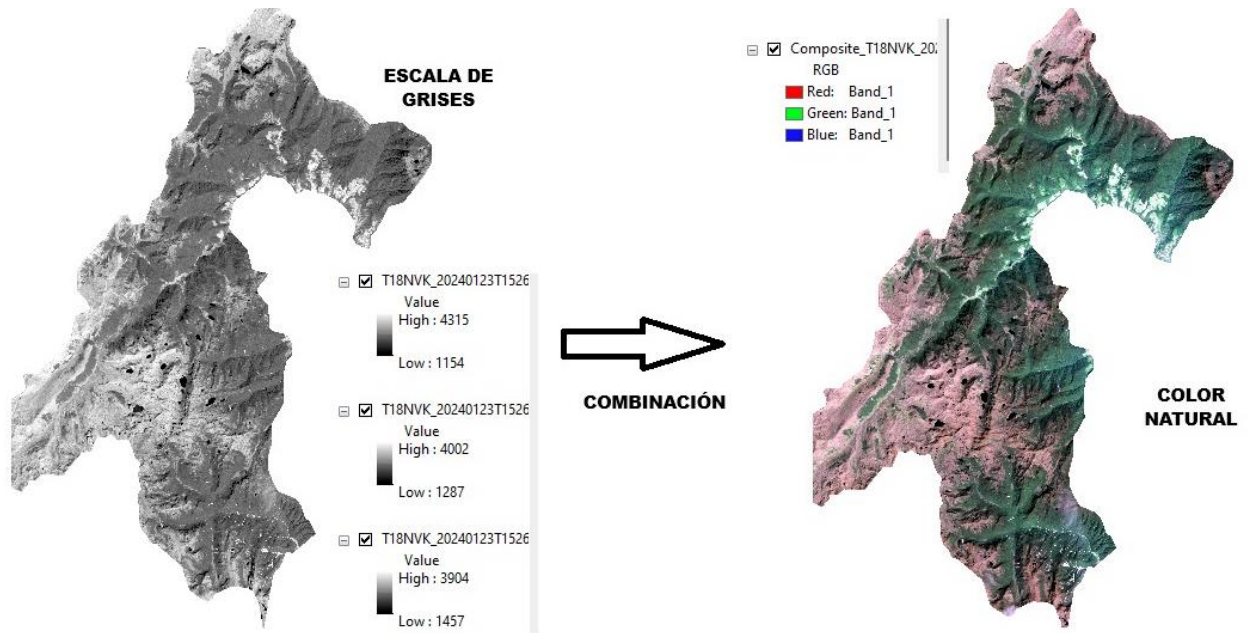 ESCALA DE
GRISES
T18NVK_20240123T1526
Value
High : 4315
Low : 1154
T18NVK_20240123T1526
Value
High : 4002
Low : 1287
T18NVK_20240123T1526
Value
High : 3904
Low : 1457
COMBINACIÓN
Composite_T18NVK_202
RGB
Red: Band_1
Green: Band_1
Blue: Band_1
COLOR
NATURAL